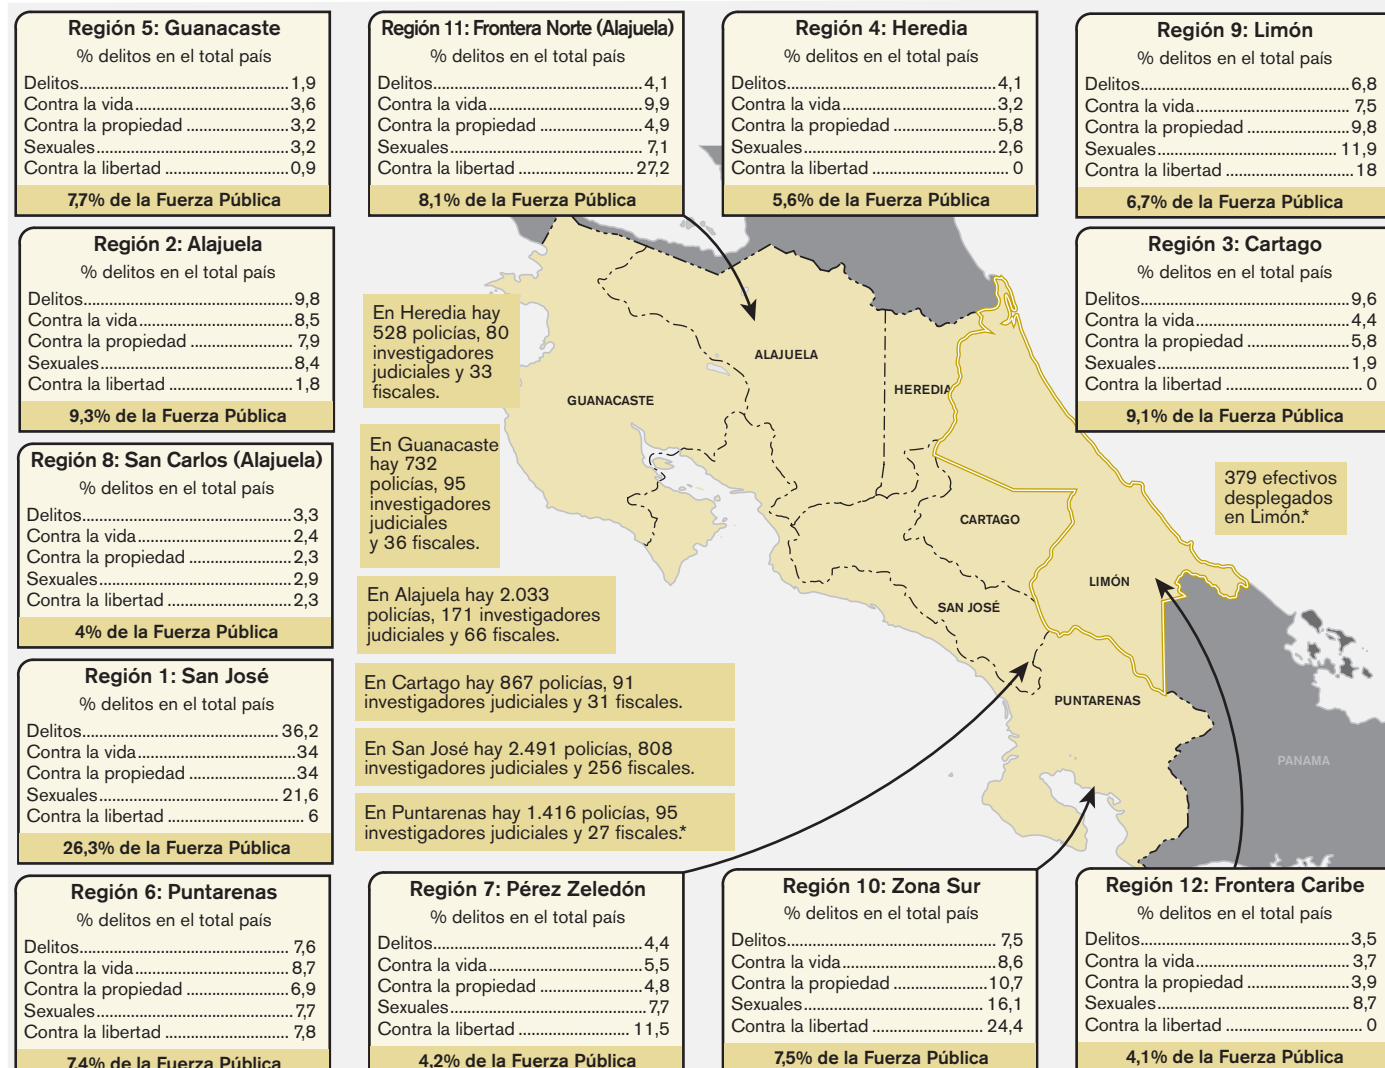 Región 5: Guanacaste
% delitos en el total país
Delitos..............................................1,9
Contra la vida...................................3,6
Contra la propiedad ........................3,2
Sexuales...........................................3,2
Contra la libertad ............................0,9
7,7% de la Fuerza Pública
Región 11: Frontera Norte (Alajuela)
% delitos en el total país
Delitos..............................................4,1
Contra la vida...................................9,9
Contra la propiedad ........................4,9
Sexuales...........................................7,1
Contra la libertad ............................27,2
8,1% de la Fuerza Pública
Región 4: Heredia
% delitos en el total país
Delitos..............................................4,1
Contra la vida...................................3,2
Contra la propiedad ........................5,8
Sexuales...........................................2,6
Contra la libertad ............................0
5,6% de la Fuerza Pública
Región 9: Limón
% delitos en el total país
Delitos..............................................6,8
Contra la vida...................................7,5
Contra la propiedad ........................9,8
Sexuales...........................................11,9
Contra la libertad ............................18
6,7% de la Fuerza Pública
Región 2: Alajuela
% delitos en el total país
Delitos..............................................9,8
Contra la vida...................................8,5
Contra la propiedad ........................7,9
Sexuales...........................................8,4
Contra la libertad ............................1,8
9,3% de la Fuerza Pública
Región 3: Cartago
% delitos en el total país
Delitos..............................................9,6
Contra la vida...................................4,4
Contra la propiedad ........................5,8
Sexuales...........................................1,9
Contra la libertad ............................0
9,1% de la Fuerza Pública
Región 8: San Carlos (Alajuela)
% delitos en el total país
Delitos..............................................3,3
Contra la vida...................................2,4
Contra la propiedad ........................2,3
Sexuales...........................................2,9
Contra la libertad ............................2,3
4% de la Fuerza Pública
Región 1: San José
% delitos en el total país
Delitos..............................................36,2
Contra la vida...................................34
Contra la propiedad ........................34
Sexuales...........................................21,6
Contra la libertad ............................6
26,3% de la Fuerza Pública
En Heredia hay
528 policías, 80
investigadores
judiciales y 33
fiscales.
En Guanacaste
hay 732
policías, 95
investigadores
judiciales
y 36 fiscales.
En Alajuela hay 2.033
policías, 171 investigadores
judiciales y 66 fiscales.
En Cartago hay 867 policías, 91
investigadores judiciales y 31 fiscales.
En San José hay 2.491 policías, 808
investigadores judiciales y 256 fiscales.
En Puntarenas hay 1.416 policías, 95
investigadores judiciales y 27 fiscales.*
379 efectivos
desplegados
en Limón.*
ALAJUELA
HEREDIA
GUANACASTE
CARTAGO
LIMÓN
SAN JOSÉ
PUNTARENAS
PANAMA
Región 6: Puntarenas
% delitos en el total país
Delitos..............................................7,6
Contra la vida...................................8,7
Contra la propiedad ........................6,9
Sexuales...........................................7,7
Contra la libertad ............................7,8
7,4% de la Fuerza Pública
Región 7: Pérez Zeledón
% delitos en el total país
Delitos..............................................4,4
Contra la vida...................................5,5
Contra la propiedad ........................4,8
Sexuales...........................................7,7
Contra la libertad ............................11,5
4,2% de la Fuerza Pública
Región 10: Zona Sur
% delitos en el total país
Delitos..............................................7,5
Contra la vida...................................8,6
Contra la propiedad ........................10,7
Sexuales...........................................16,1
Contra la libertad ............................24,4
7,5% de la Fuerza Pública
Región 12: Frontera Caribe
% delitos en el total país
Delitos..............................................3,5
Contra la vida...................................3,7
Contra la propiedad ........................3,9
Sexuales...........................................8,7
Contra la libertad ............................0
4,1% de la Fuerza Pública